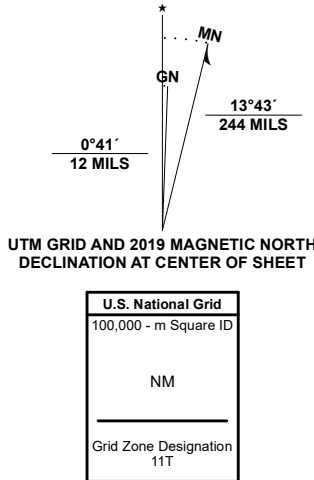 ★
MN
GN
13°43´
244 MILS
0°41´
12 MILS
UTM GRID AND 2019 MAGNETIC NORTH
DECLINATION AT CENTER OF SHEET
U.S. National Grid
100,000 - m Square ID
NM
Grid Zone Designation
11T